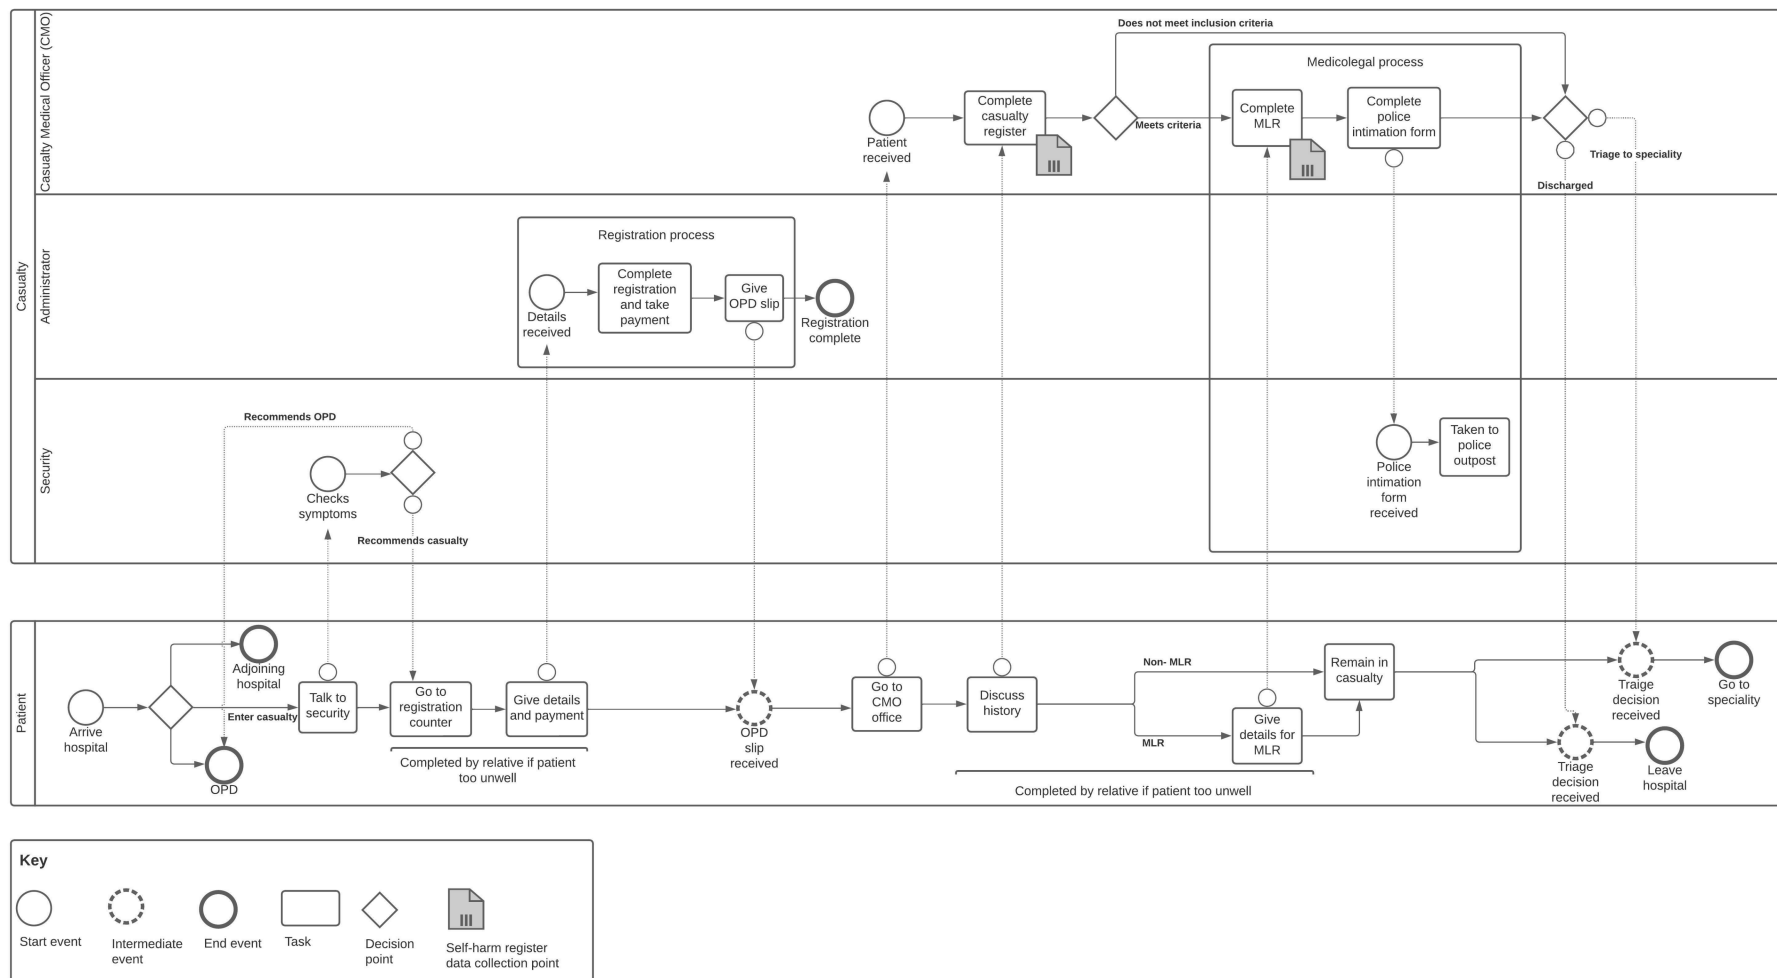 Casualty
Casualty Medical Officer (CMO)
Does not meet inclusion criteria
Medicolegal process
Patient
received
Complete
casualty
register
Meets criteria
Complete
MLR
Complete
police
intimation form
Triage to speciality
Discharged
Administrator
Registration process
Details
received
Complete
registration
and take
payment
Give
OPD slip
Registration
complete
Security
Recommends OPD
Checks
symptoms
Recommends casualty
Police
intimation
form
received
Taken to
police
outpost
Patient
Arrive
hospital
Adjoining
hospital
Enter casualty
OPD
Talk to
security
Go to
registration
counter
Give details
and payment
Completed by relative if patient
too unwell
OPD
slip
received
Go to
CMO
office
Discuss
history
Non- MLR
MLR
Give
details for
MLR
Completed by relative if patient too unwell
Remain in
casualty
Traige
decision
received
Go to
speciality
Triage
decision
received
Leave
hospital
Key
Start event
Intermediate
event
End event
Task
Decision
point
Self-harm register
data collection point